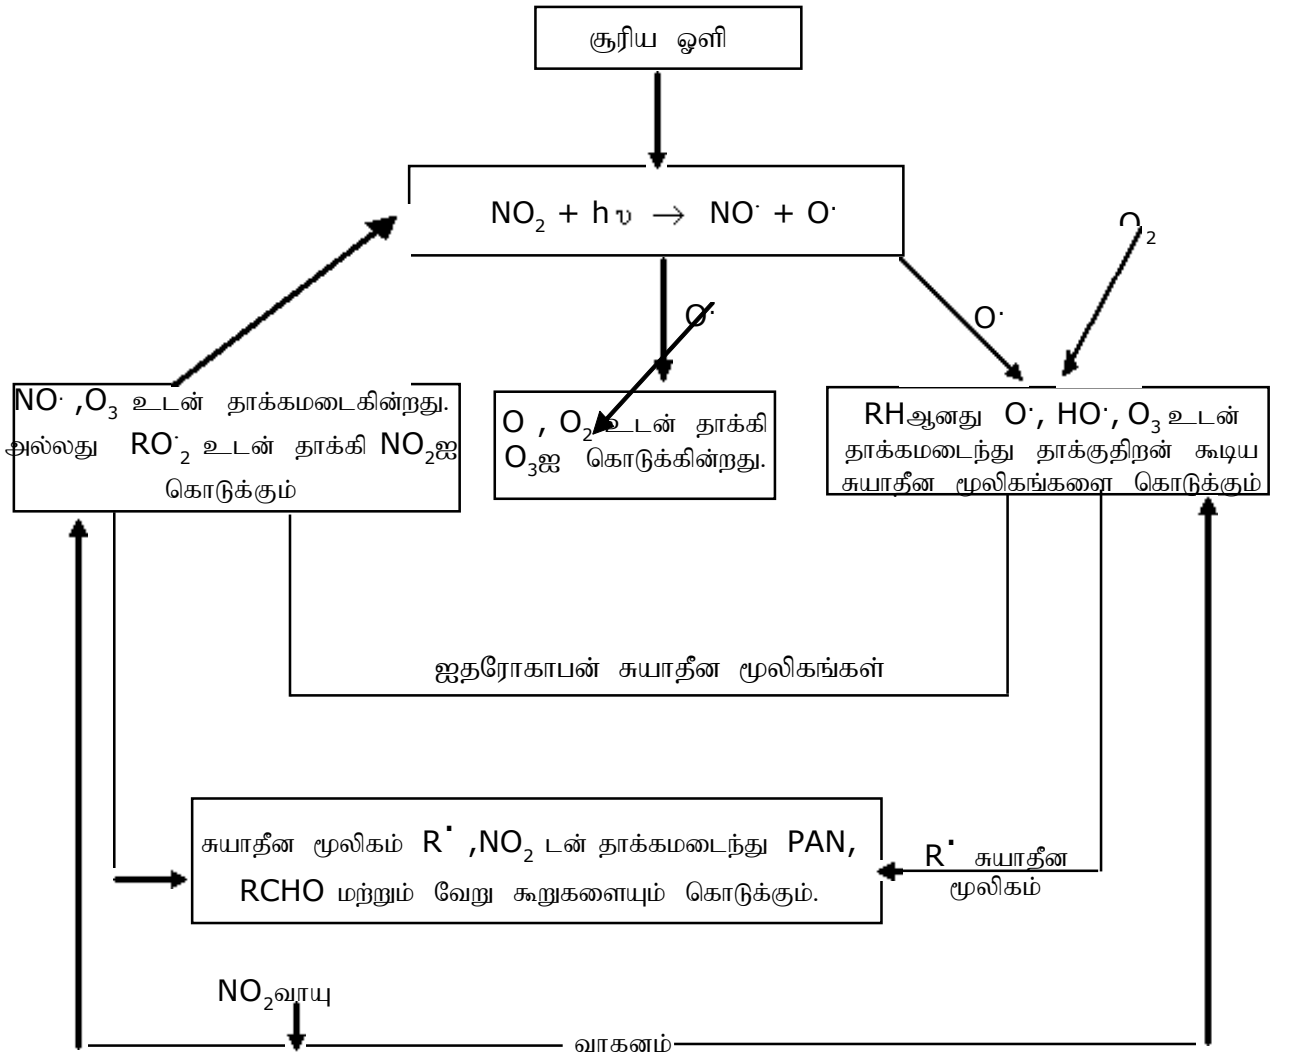 சூரிய ஓளி
NO₂ + hυ → NO˙ + O˙
O₂
O˙
O˙
NO˙ ,O₃ உடன் தாக்கமடைகின்றது.
அல்லது RO˙₂ உடன் தாக்கி NO₂ஐ
கொடுக்கும்
O , O₂ உடன் தாக்கி
O₃ஐ கொடுக்கின்றது.
RHஆனது O˙, HO˙, O₃ உடன்
தாக்கமடைந்து தாக்குதிறன் கூடிய
சுயாதீன மூலிகங்களை கொடுக்கும்
ஐதரோகாபன் சுயாதீன மூலிகங்கள்
சுயாதீன மூலிகம் R˙ ,NO₂ டன் தாக்கமடைந்து PAN,
RCHO மற்றும் வேறு கூறுகளையும் கொடுக்கும்.
R˙ சுயாதீன
மூலிகம்
NO₂வாயு
வாகனம்